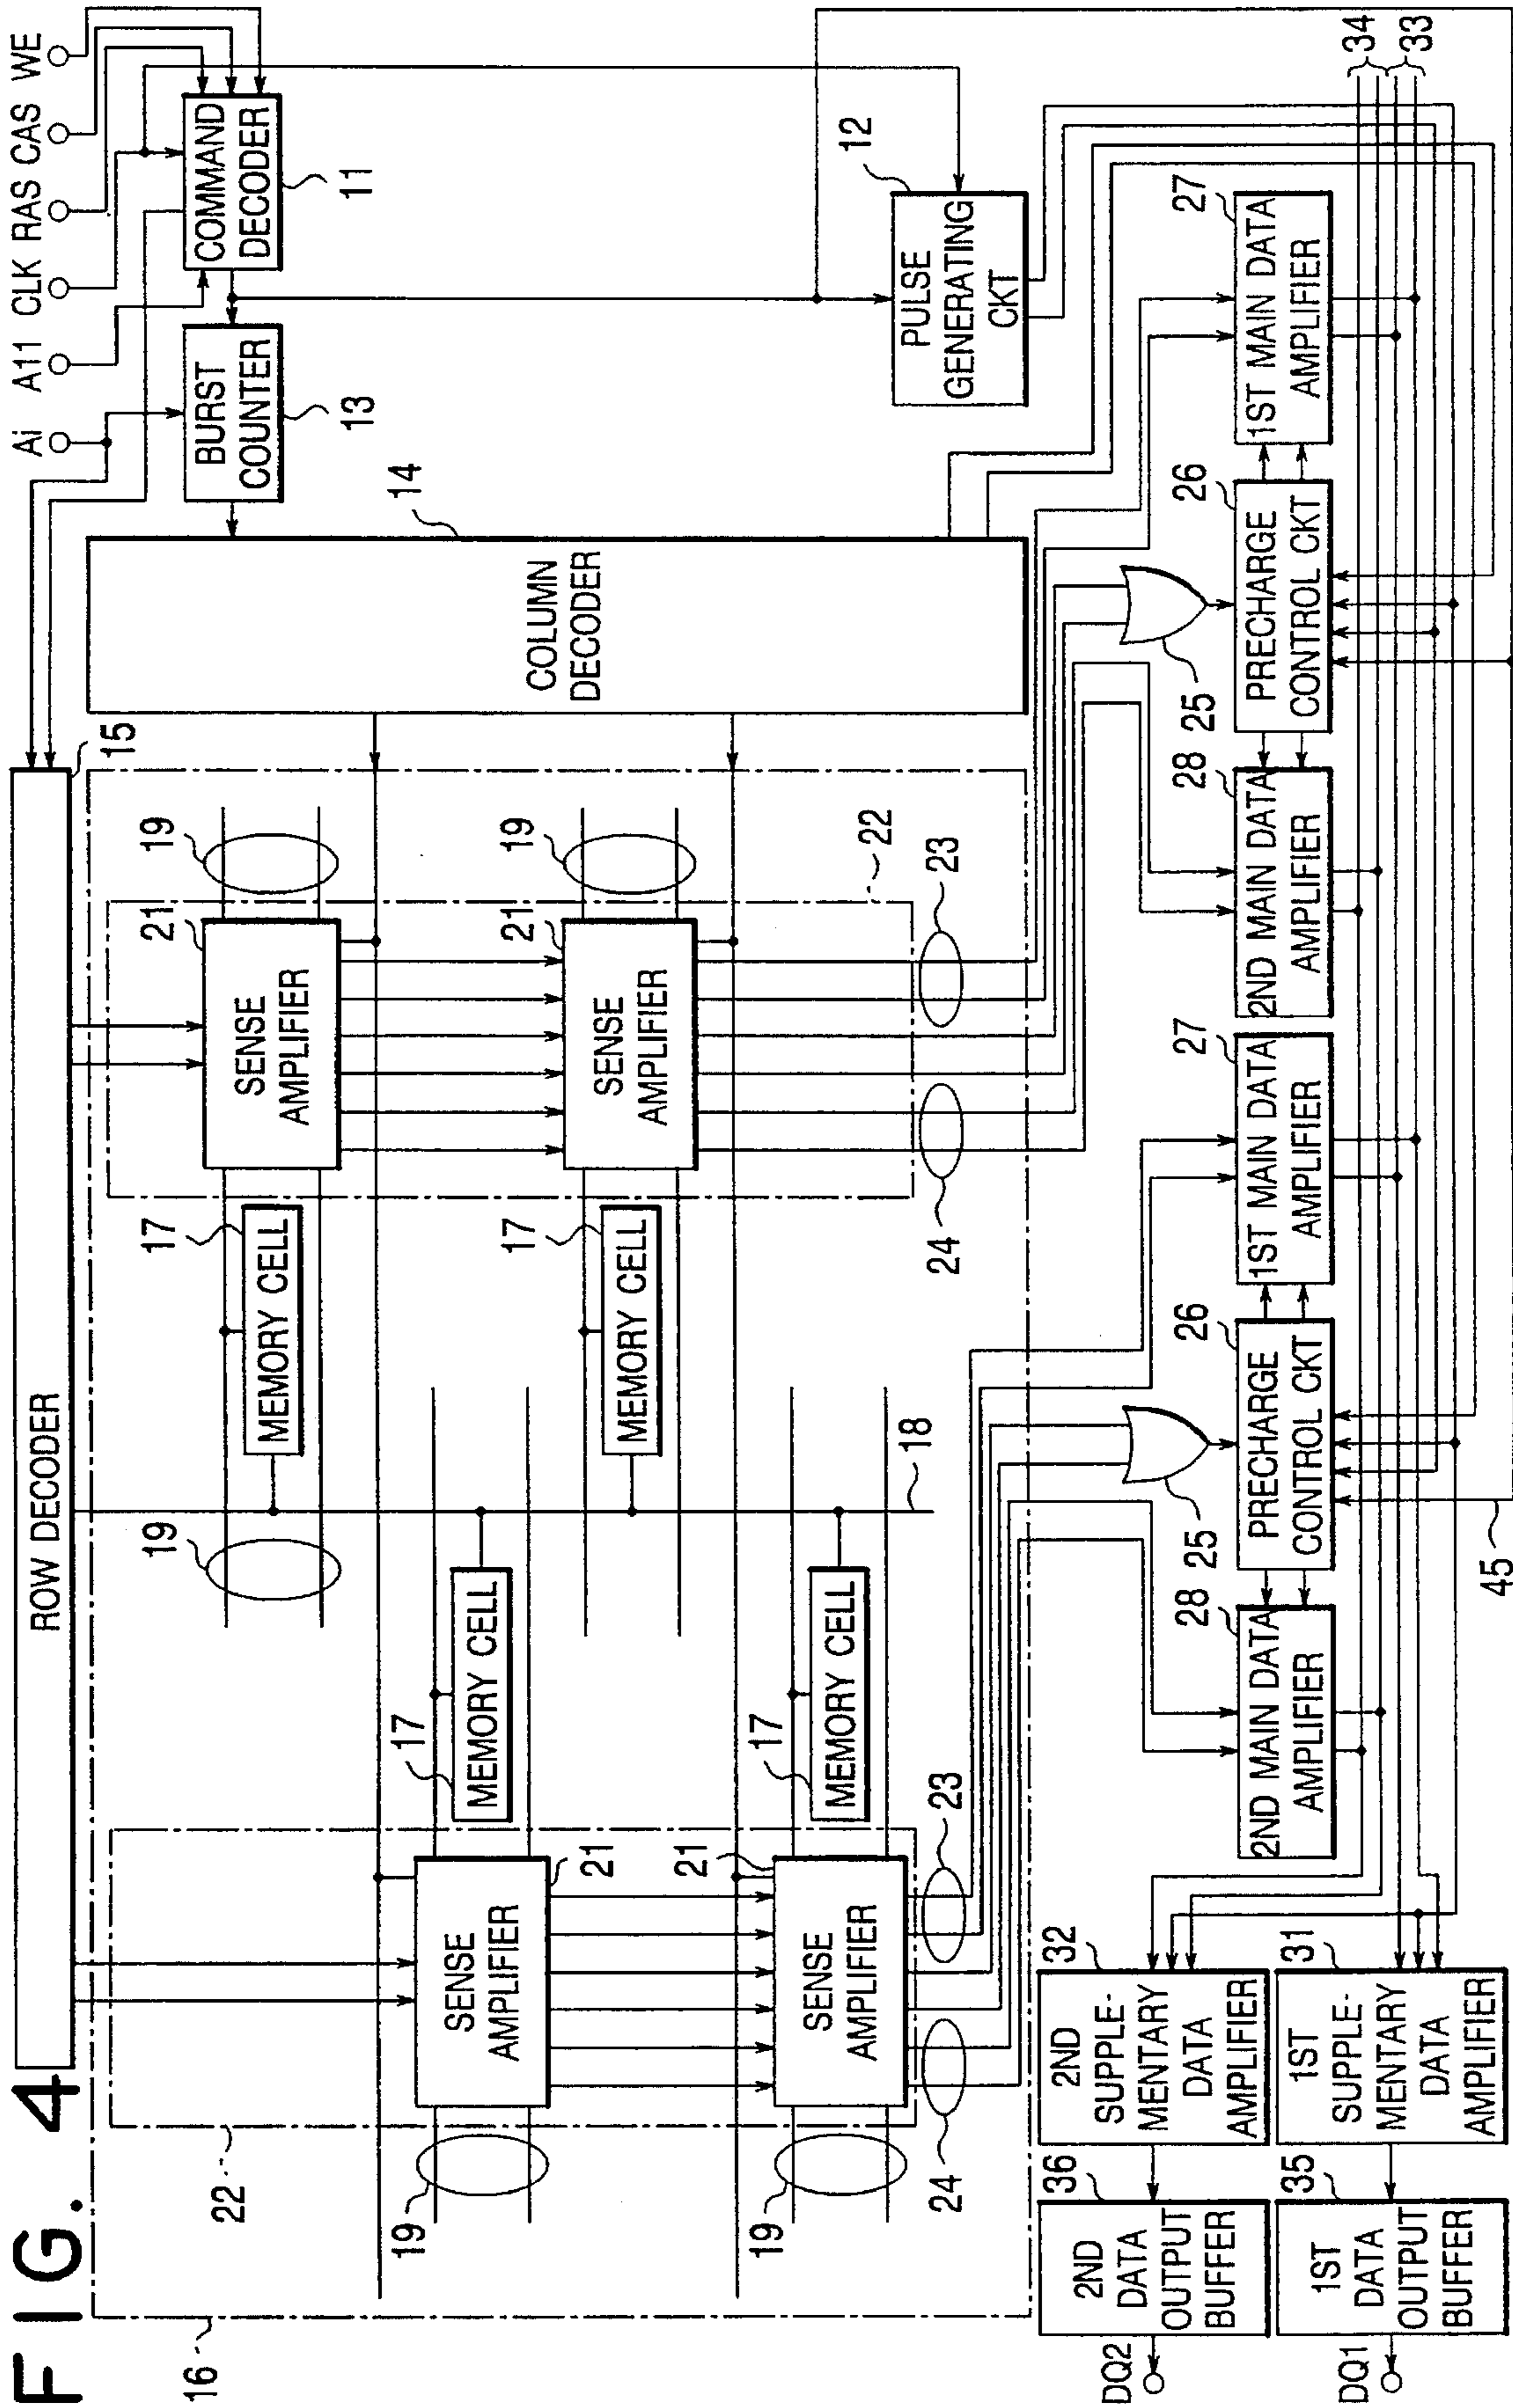 FIG. 4
16
ROW DECODER
15
Ai
A11
CLK
RAS
CAS
WE
COMMAND
DECODER
11
BURST
COUNTER
13
COLUMN
DECODER
14
PULSE
GENERATING
CKT
12
22
22
19
19
19
19
19
SENSE
AMPLIFIER
21
SENSE
AMPLIFIER
21
SENSE
AMPLIFIER
21
SENSE
AMPLIFIER
21
MEMORY CELL
17
MEMORY CELL
17
MEMORY CELL
17
MEMORY CELL
17
18
23
24
23
24
25
25
2ND MAIN DATA
AMPLIFIER
28
PRECHARGE
CONTROL CKT
26
1ST MAIN DATA
AMPLIFIER
27
2ND MAIN DATA
AMPLIFIER
28
PRECHARGE
CONTROL CKT
26
1ST MAIN DATA
AMPLIFIER
27
34
33
45
2ND
SUPPLE-
MENTARY
DATA
AMPLIFIER
32
1ST
SUPPLE-
MENTARY
DATA
AMPLIFIER
31
2ND
DATA
OUTPUT
BUFFER
36
1ST
DATA
OUTPUT
BUFFER
35
DQ2
DQ1